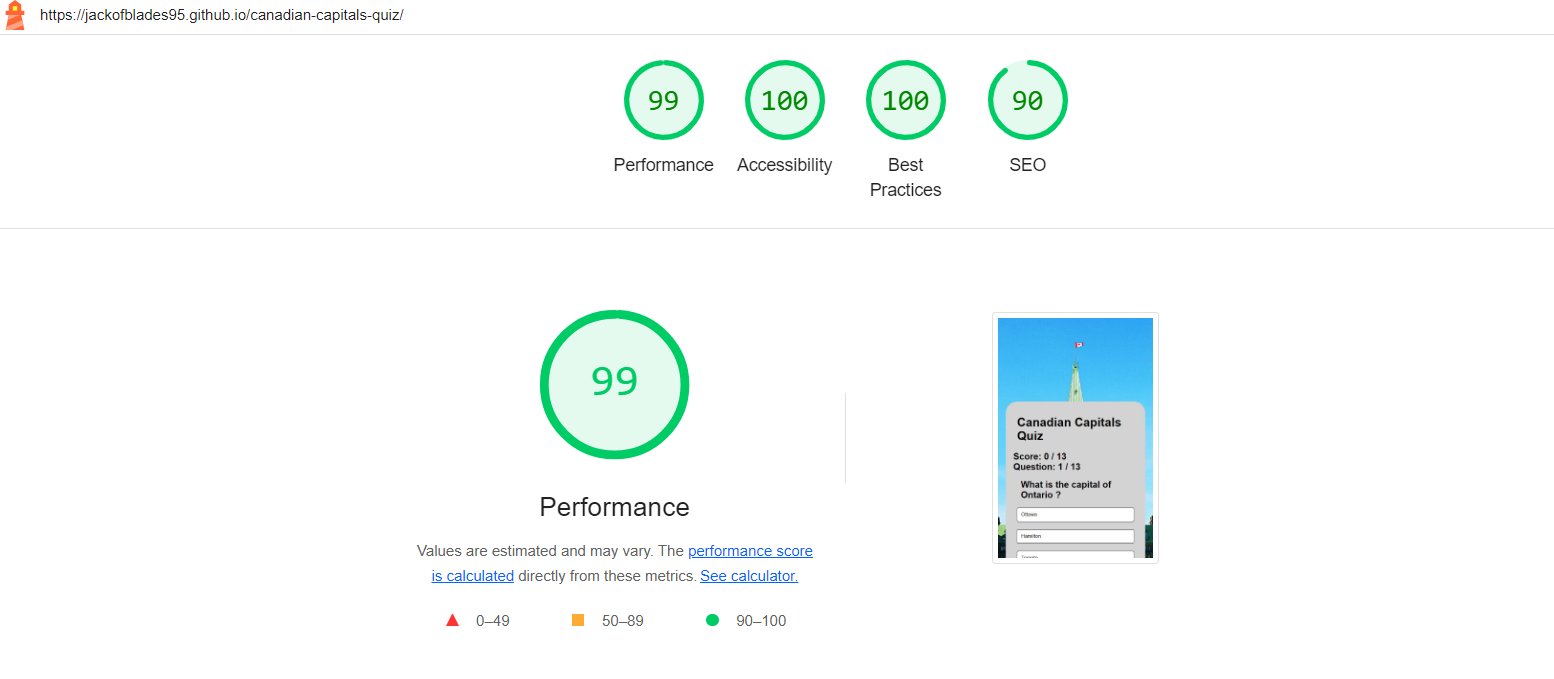 https://jackofblades95.github.io/canadian-capitals-quiz/
99
100
100
90
Performance
Accessibility
Best
Practices
SEO
99
Performance
Values are estimated and may vary. The performance score
is calculated directly from these metrics. See calculator.
0–49
50–89
90–100
Canadian Capitals
Quiz
Score: 0 / 13
Question: 1 / 13
What is the capital of
Ontario ?
Ottawa
Hamilton